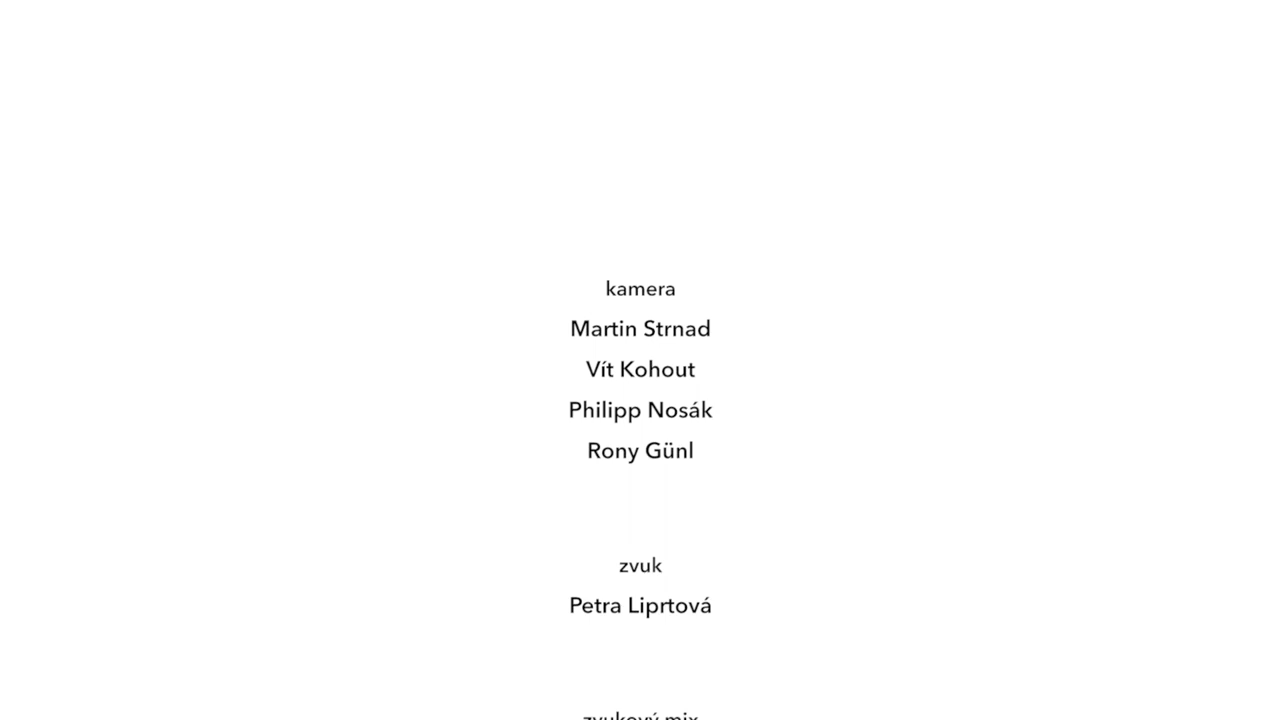 kamera
Martin Strnad
Vít Kohout
Philipp Nosák
Rony Günl
zvuk
Petra Liprtová
zvukový mix